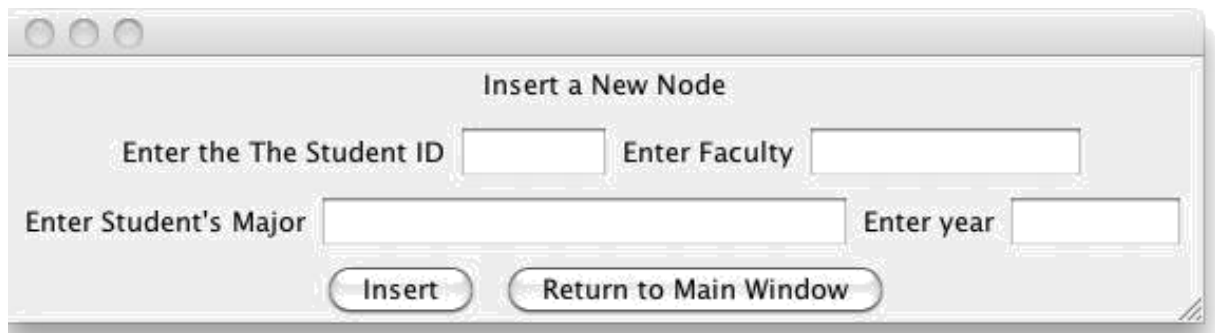 Insert a New Node
Enter the The Student ID Enter Faculty
Enter Student's Major Enter year
Insert Return to Main Window